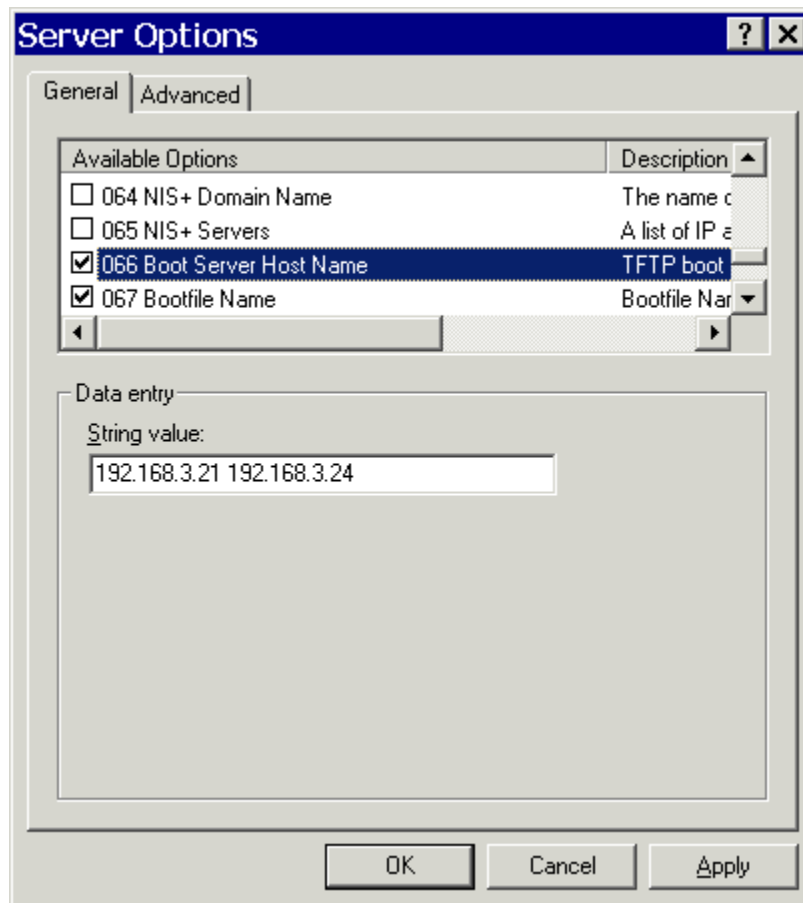 Server Options
General Advanced
Available Options Description
064 NIS+ Domain Name The name
065 NIS+ Servers A list of IP
066 Boot Server Host Name TFTP boot
067 Bootfile Name Bootfile
Data entry
String value:
192.168.3.21 192.168.3.24
OK Cancel Apply